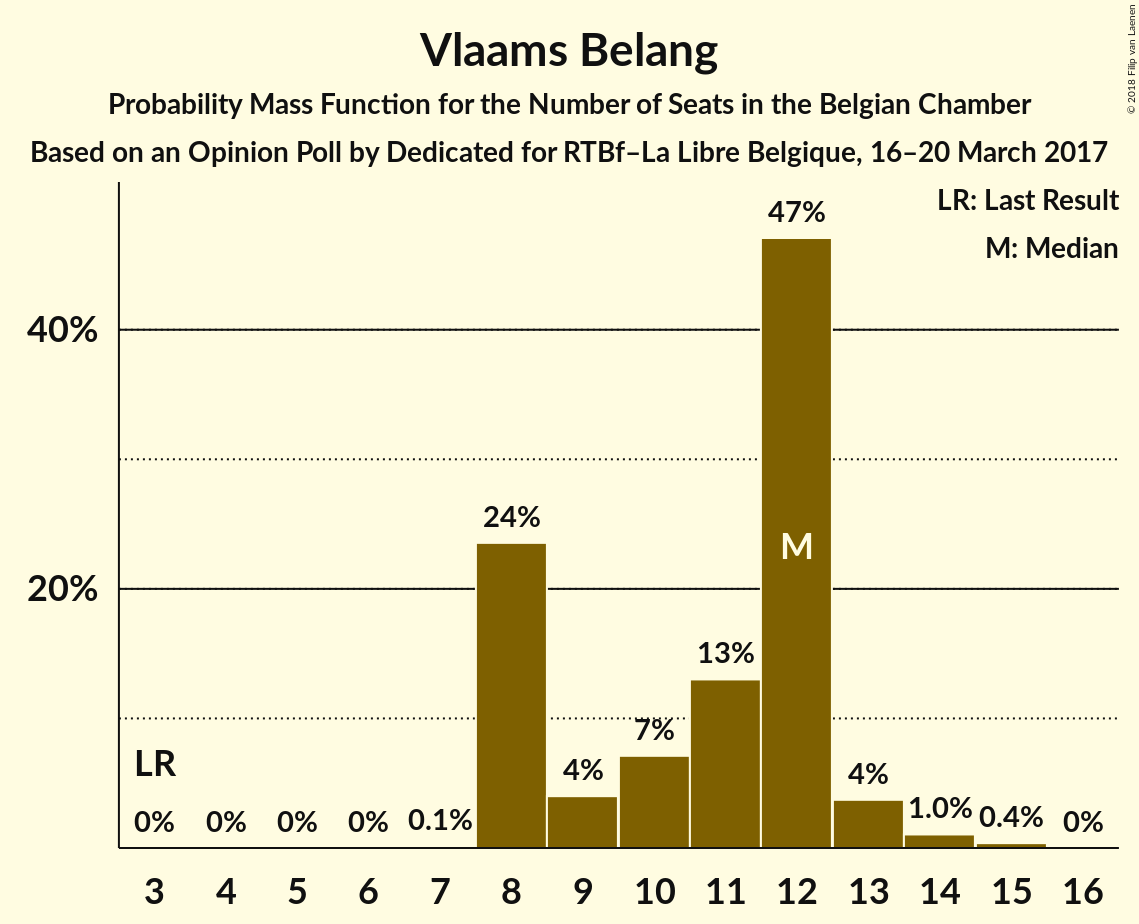 Vlaams Belang
Probability Mass Function for the Number of Seats in the Belgian Chamber
Based on an Opinion Poll by Dedicated for RTBf–La Libre Belgique, 16–20 March 2017
© 2018 Filip van Laenen
LR: Last Result
M: Median
47%
40%
24%
M
20%
13%
7%
LR
4%
4%
0%
0%
0%
0%
0.1%
1.0%
0.4%
0%
3 4 5 6 7 8 9 10 11 12 13 14 15 16